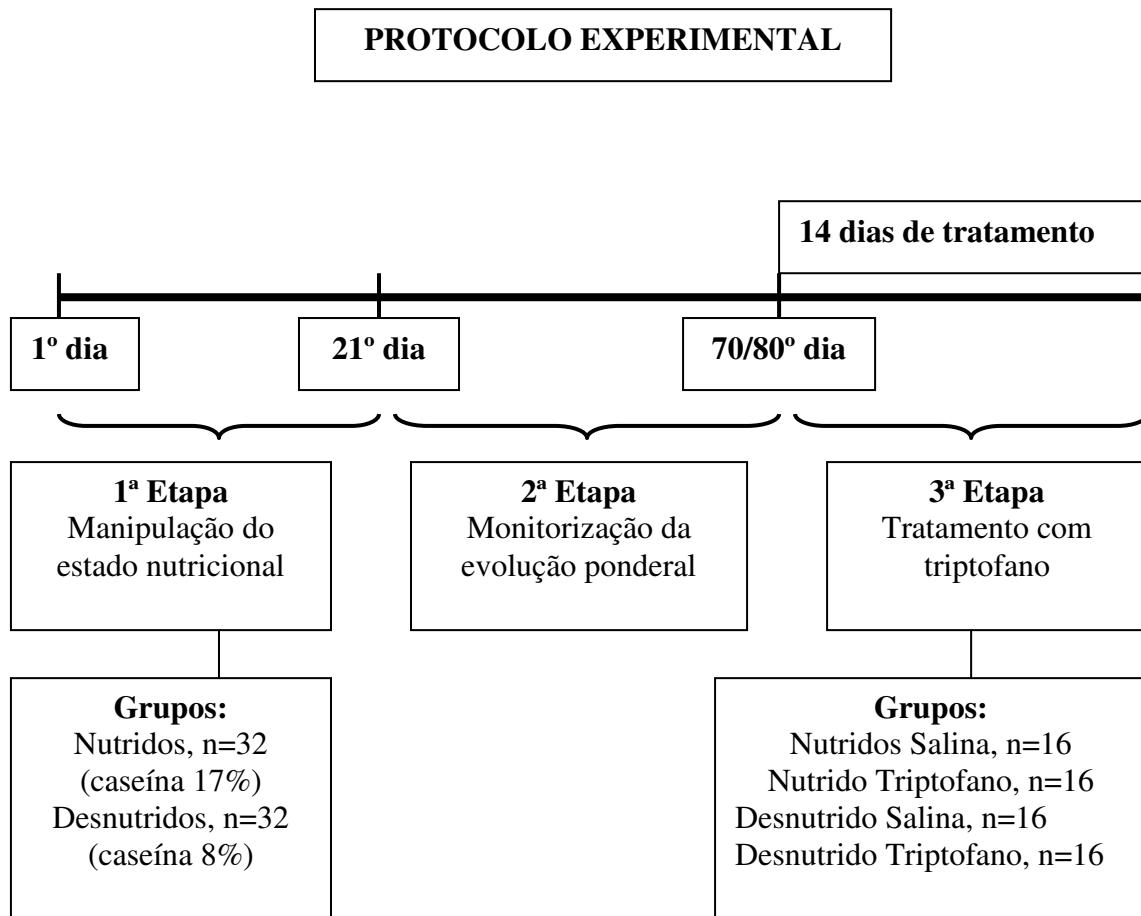 PROTOCOLO EXPERIMENTAL
14 dias de tratamento
1º dia
21º dia
70/80º dia
1ª Etapa
Manipulação do
estado nutricional
2ª Etapa
Monitorização da
evolução ponderal
3ª Etapa
Tratamento com
triptofano
Grupos:
Nutridos, n=32
(caseína 17%)
Desnutridos, n=32
(caseína 8%)
Grupos:
Nutridos Salina, n=16
Nutrido Triptofano, n=16
Desnutrido Salina, n=16
Desnutrido Triptofano, n=16